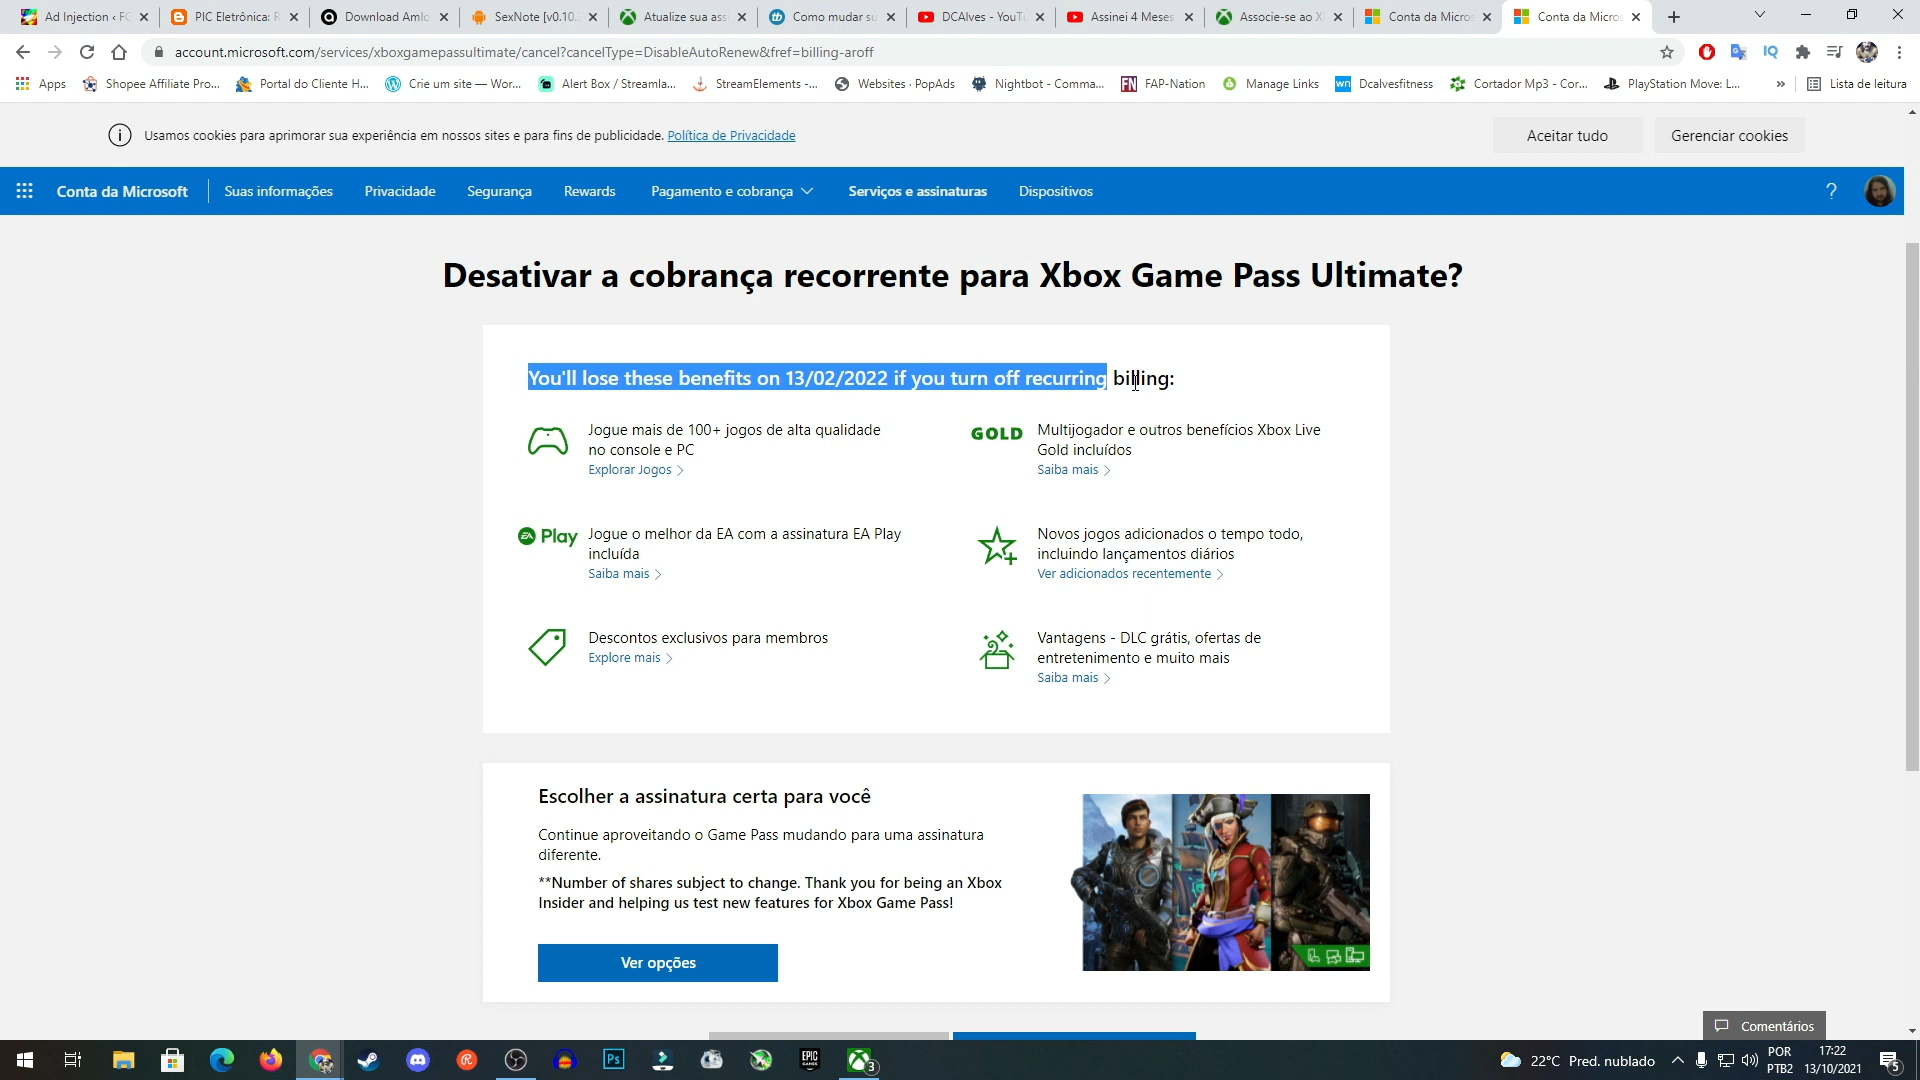 Ad Injection ‹ FG
PIC Eletrônica: R
Download Amlo
SexNote [v0.10.
Atualize sua ass
Como mudar su
DCAlves - YouTu
Assinei 4 Meses
Associe-se ao X
Conta da Micros
Conta da Micros
account.microsoft.com/services/xboxgamepassultimate/cancel?cancelType=DisableAutoRenew&fref=billing-aroff
Apps
Shopee Affiliate Pro...
Portal do Cliente H...
Crie um site — Wor...
Alert Box / Streamla...
StreamElements -...
Websites · PopAds
Nightbot - Comma...
FAP-Nation
Manage Links
Dcalvesfitness
Cortador Mp3 - Cor...
PlayStation Move: L...
»
Lista de leitura
Usamos cookies para aprimorar sua experiência em nossos sites e para fins de publicidade. Política de Privacidade
Aceitar tudo
Gerenciar cookies
Conta da Microsoft
Suas informações
Privacidade
Segurança
Rewards
Pagamento e cobrança
Serviços e assinaturas
Dispositivos
?
Desativar a cobrança recorrente para Xbox Game Pass Ultimate?
You'll lose these benefits on 13/02/2022 if you turn off recurring billing:
Jogue mais de 100+ jogos de alta qualidade
no console e PC
Explorar Jogos
GOLD
Multijogador e outros benefícios Xbox Live
Gold incluídos
Saiba mais
EA Play
Jogue o melhor da EA com a assinatura EA Play
incluída
Saiba mais
Novos jogos adicionados o tempo todo,
incluindo lançamentos diários
Ver adicionados recentemente
Descontos exclusivos para membros
Explore mais
Vantagens - DLC grátis, ofertas de
entretenimento e muito mais
Saiba mais
Escolher a assinatura certa para você
Continue aproveitando o Game Pass mudando para uma assinatura
diferente.
**Number of shares subject to change. Thank you for being an Xbox
Insider and helping us test new features for Xbox Game Pass!
Ver opções
Comentários
Ps
EPIC
GAMES
3
22°C Pred. nublado
POR
PTB2
17:22
13/10/2021
5